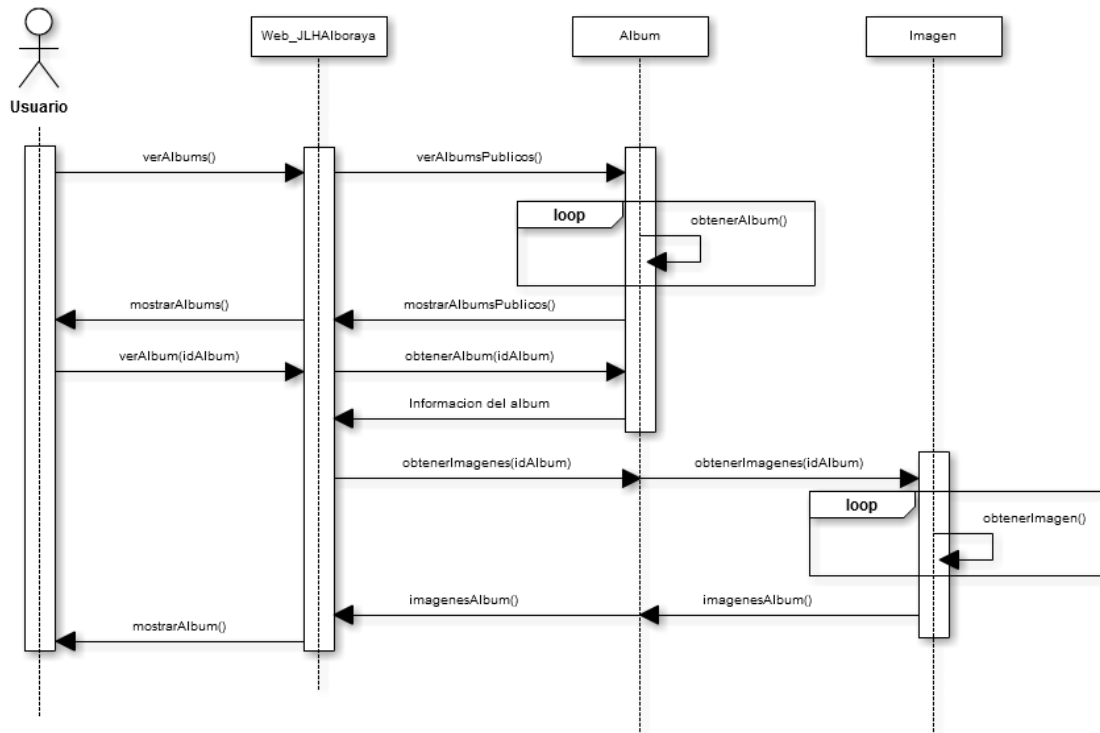 Web_JLHAlboraya
Album
Imagen
Usuario
verAlbums()
verAlbumsPublicos()
loop
obtenerAlbum()
mostrarAlbums()
mostrarAlbumsPublicos()
verAlbum(idAlbum)
obtenerAlbum(idAlbum)
Informacion del album
obtenerImagenes(idAlbum)
obtenerImagenes(idAlbum)
loop
obtenerImagen()
imagenesAlbum()
imagenesAlbum()
mostrarAlbum()